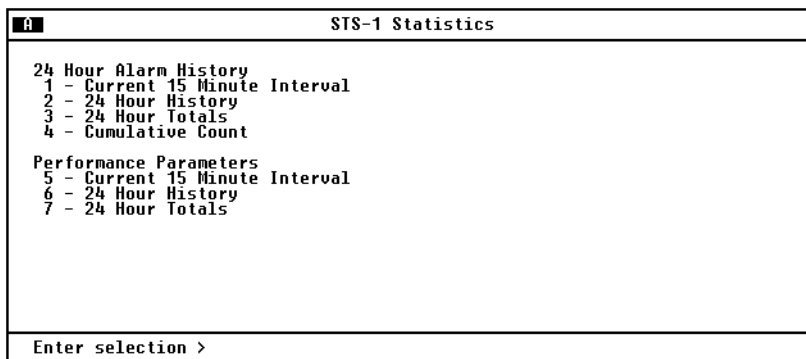 A STS-1 Statistics
24 Hour Alarm History
1 - Current 15 Minute Interval
2 - 24 Hour History
3 - 24 Hour Totals
4 - Cumulative Count
Performance Parameters
5 - Current 15 Minute Interval
6 - 24 Hour History
7 - 24 Hour Totals
Enter selection >